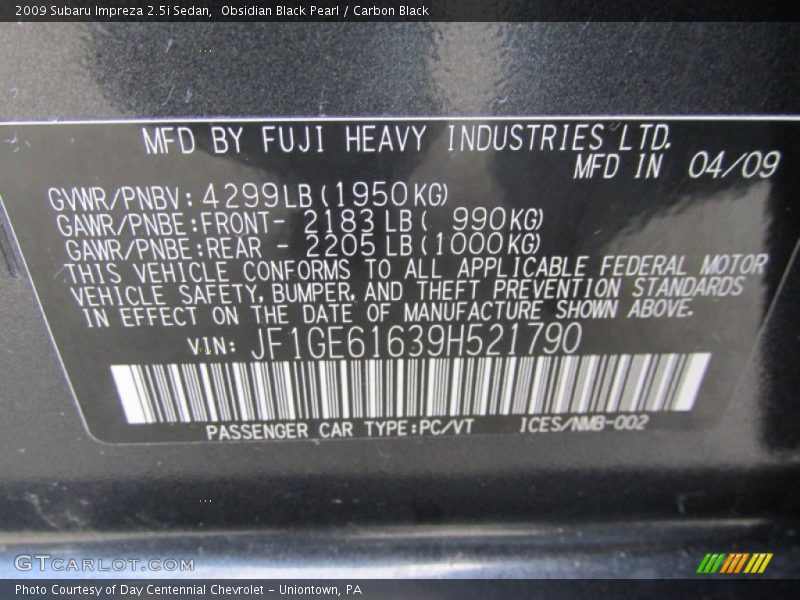 2009 Subaru Impreza 2.5i Sedan,  Obsidian Black Pearl / Carbon Black
MFD BY FUJI HEAVY INDUSTRIES LTD.
MFD IN 04/09
GVWR/PNBV: 4299LB(1950KG)
GAWR/PNBE:FRONT- 2183 LB( 990KG)
GAWR/PNBE:REAR - 2205 LB(1000KG)
THIS VEHICLE CONFORMS TO ALL APPLICABLE FEDERAL MOTOR
VEHICLE SAFETY, BUMPER, AND THEFT PREVENTION STANDARDS
IN EFFECT ON THE DATE OF MANUFACTURE SHOWN ABOVE.
VIN: JF1GE61639H521790
PASSENGER CAR TYPE:PC/VT ICES/NMB-002
GTCARLOT.COM
Photo Courtesy of Day Centennial Chevrolet - Uniontown, PA